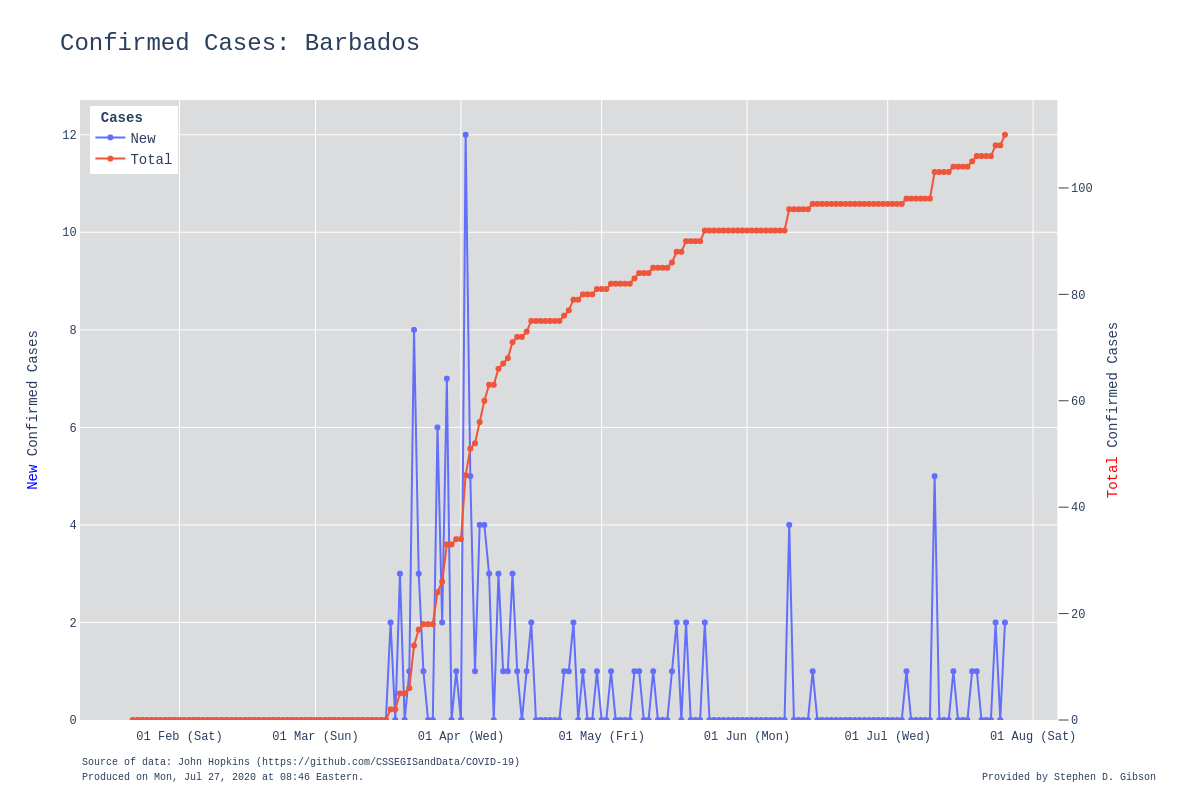 Confirmed Cases: Barbados
Cases
New
Total
12
10
8
6
4
2
0
100
80
60
40
20
0
New Confirmed Cases
Total Confirmed Cases
01 Feb (Sat)
01 Mar (Sun)
01 Apr (Wed)
01 May (Fri)
01 Jun (Mon)
01 Jul (Wed)
01 Aug (Sat)
Source of data: John Hopkins (https://github.com/CSSEGISandData/COVID-19)
Produced on Mon, Jul 27, 2020 at 08:46 Eastern.
Provided by Stephen D. Gibson